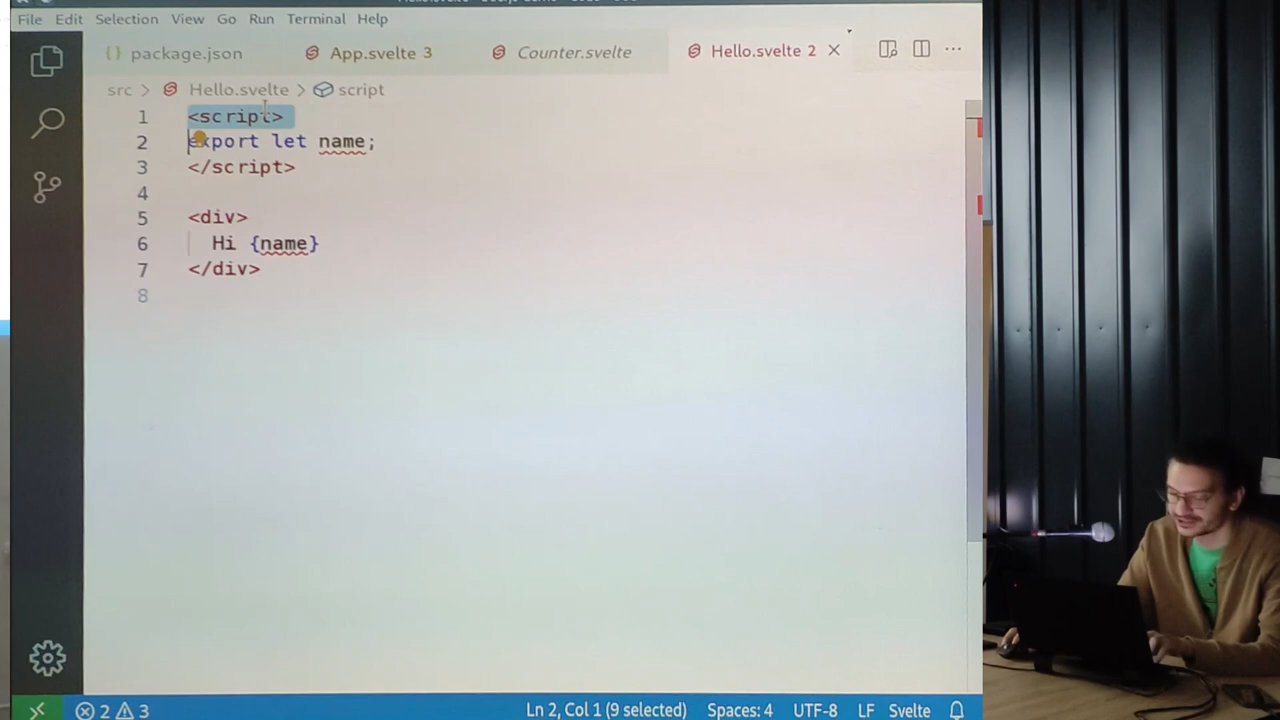 File Edit Selection View Go Run Terminal Help
{} package.json App.svelte 3 Counter.svelte Hello.svelte 2 ✕ ···
src > Hello.svelte > script
1 <script>
2 export let name;
3 </script>
4
5 <div>
6 Hi {name}
7 </div>
8
2 3 Ln 2, Col 1 (9 selected) Spaces: 4 UTF-8 LF Svelte